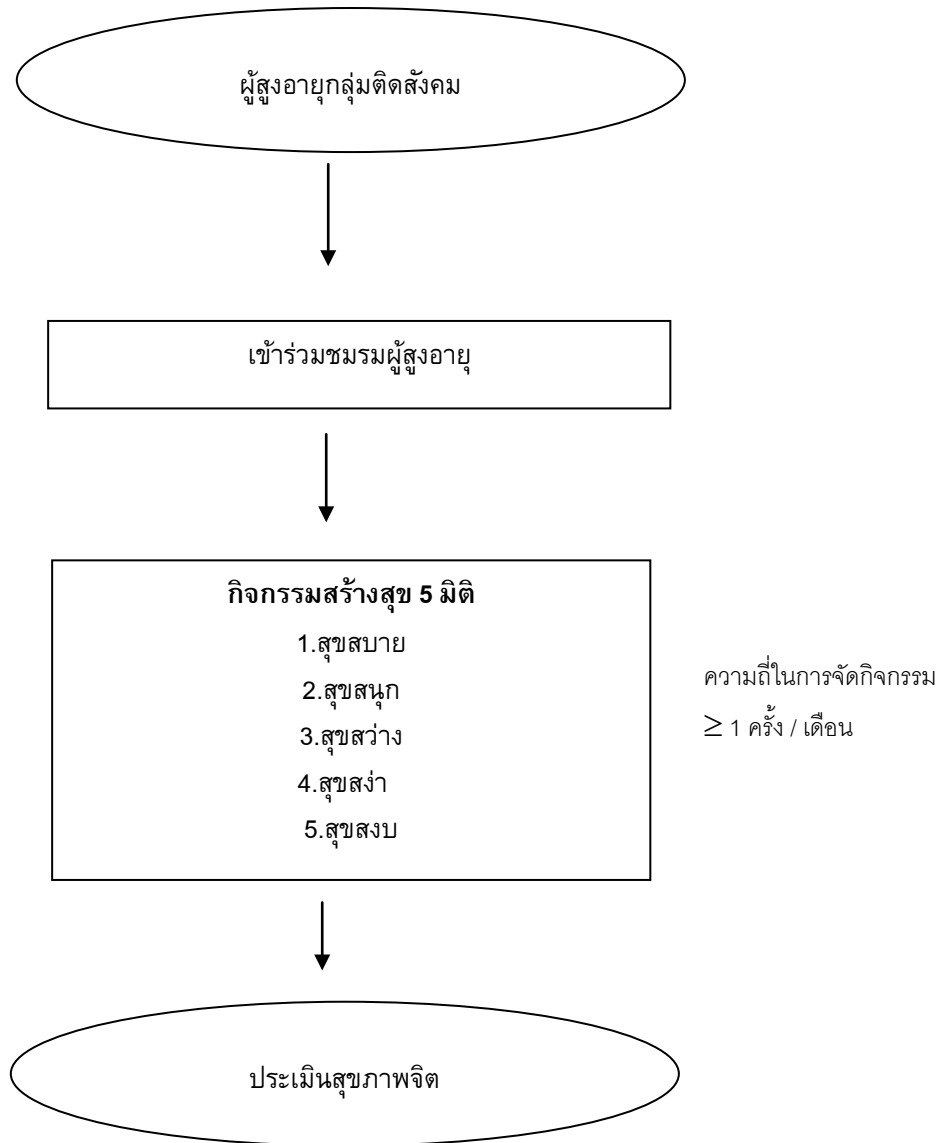 ผู้สูงอายุกลุ่มติดสังคม
เข้าร่วมชมรมผู้สูงอายุ
กิจกรรมสร้างสุข 5 มิติ
1.สุขสบาย
2.สุขสนุก
3.สุขสว่าง
4.สุขสง่า
5.สุขสงบ
ความถี่ในการจัดกิจกรรม
≥ 1 ครั้ง / เดือน
ประเมินสุขภาพจิต